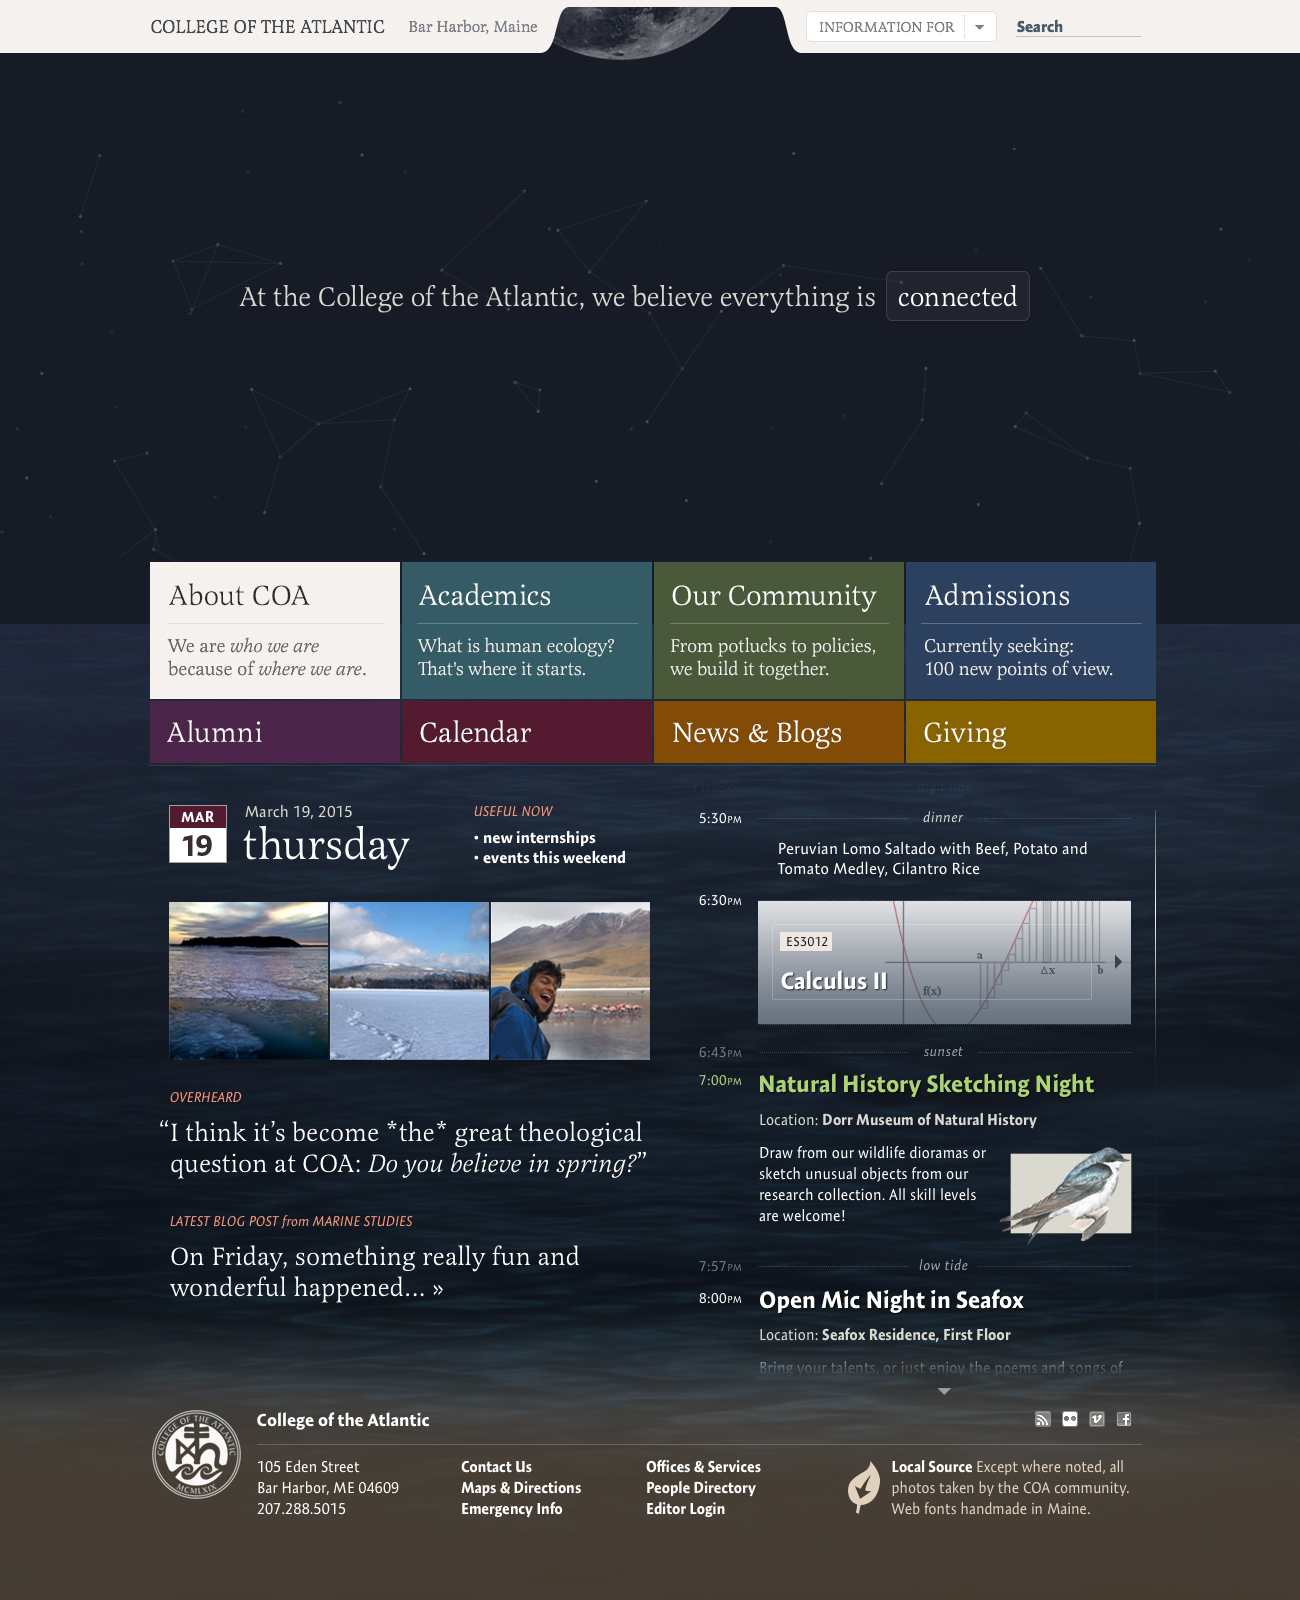 COLLEGE OF THE ATLANTIC
Bar Harbor, Maine
INFORMATION FOR
Search
At the College of the Atlantic, we believe everything is connected
About COA
We are who we are
because of where we are.
Academics
What is human ecology?
That's where it starts.
Our Community
From potlucks to policies,
we build it together.
Admissions
Currently seeking:
100 new points of view.
Alumni
Calendar
News & Blogs
Giving
MAR
19
March 19, 2015
thursday
USEFUL NOW
• new internships
• events this weekend
OVERHEARD
“I think it’s become *the* great theological
question at COA: Do you believe in spring?”
LATEST BLOG POST from MARINE STUDIES
On Friday, something really fun and
wonderful happened... »
high tide
5:30PM
dinner
Peruvian Lomo Saltado with Beef, Potato and
Tomato Medley, Cilantro Rice
6:30PM
ES3012
Calculus II
a
Δx
b
f(x)
6:43PM
sunset
7:00PM
Natural History Sketching Night
Location: Dorr Museum of Natural History
Draw from our wildlife dioramas or
sketch unusual objects from our
research collection. All skill levels
are welcome!
7:57PM
low tide
8:00PM
Open Mic Night in Seafox
Location: Seafox Residence, First Floor
Bring your talents, or just enjoy the poems and songs of
COLLEGE OF THE ATLANTIC
MCMLXIX
College of the Atlantic
105 Eden Street
Bar Harbor, ME 04609
207.288.5015
Contact Us
Maps & Directions
Emergency Info
Offices & Services
People Directory
Editor Login
Local Source Except where noted, all
photos taken by the COA community.
Web fonts handmade in Maine.